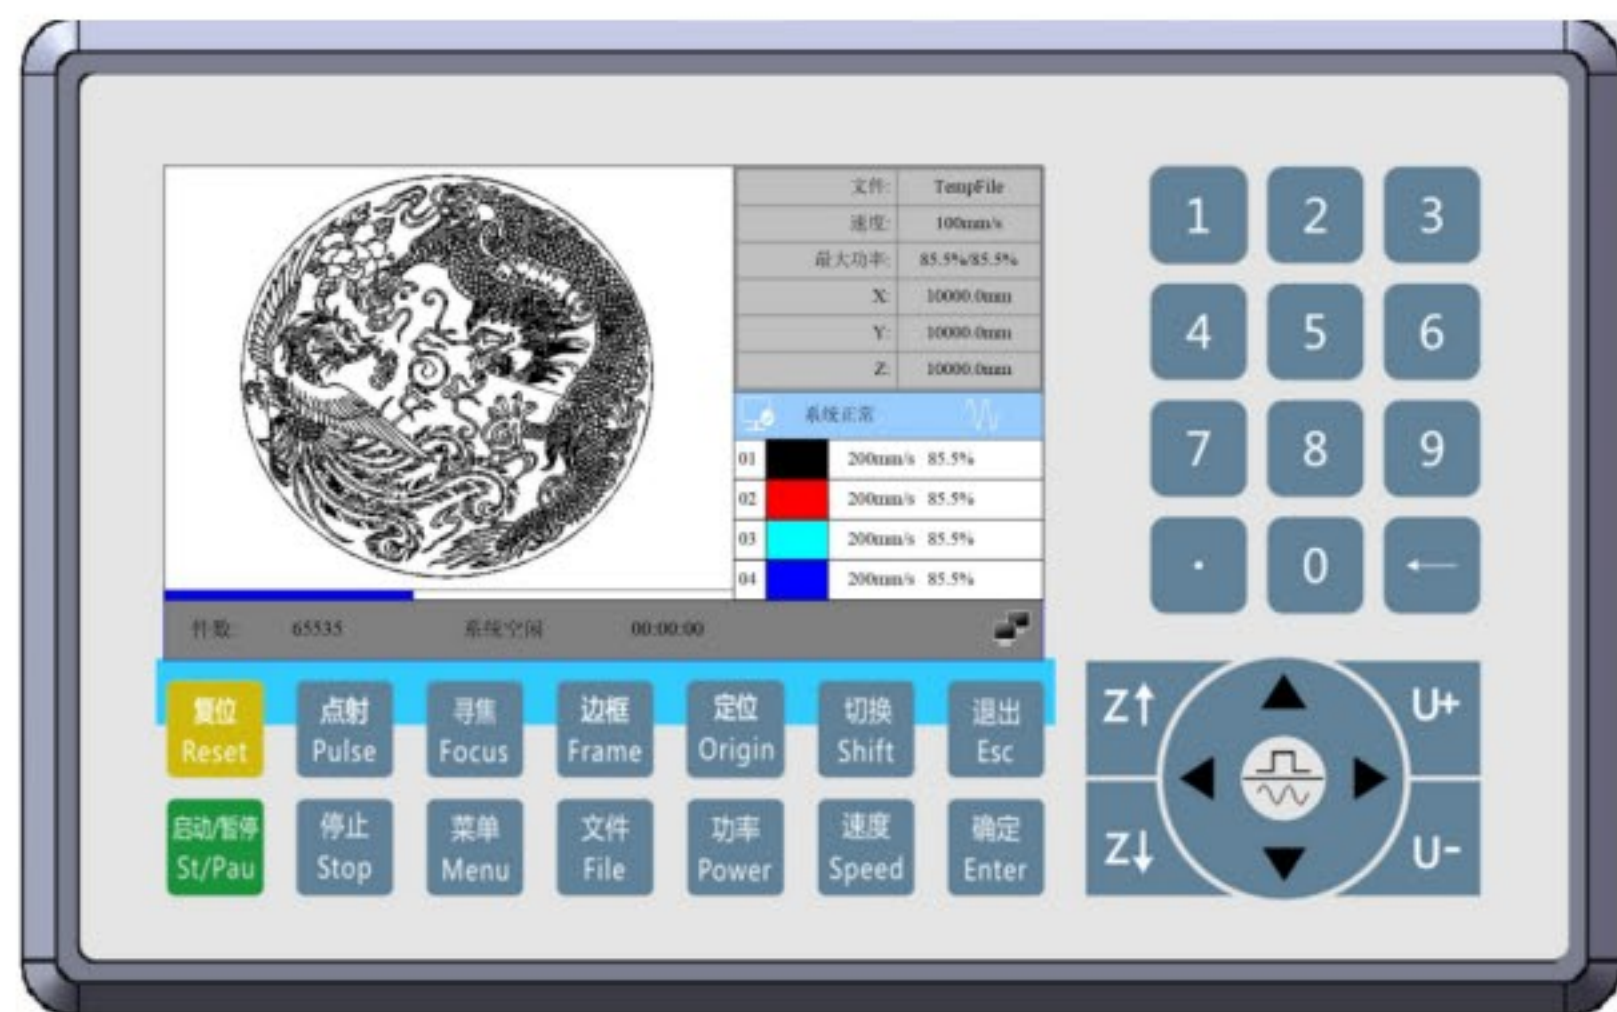 文件: TempFile
速度: 100mm/s
最大功率: 85.5%/85.5%
X: 10000.0mm
Y: 10000.0mm
Z: 10000.0mm
系统正常
01 200mm/s 85.5%
02 200mm/s 85.5%
03 200mm/s 85.5%
04 200mm/s 85.5%
件数: 65535 系统空闲 00:00:00
1 2 3
4 5 6
7 8 9
. 0 ←
复位 点射 寻焦 边框 定位 切换 退出
Reset Pulse Focus Frame Origin Shift Esc
启动/暂停 停止 菜单 文件 功率 速度 确定
St/Pau Stop Menu File Power Speed Enter
Z↑ U+
Z↓ U-